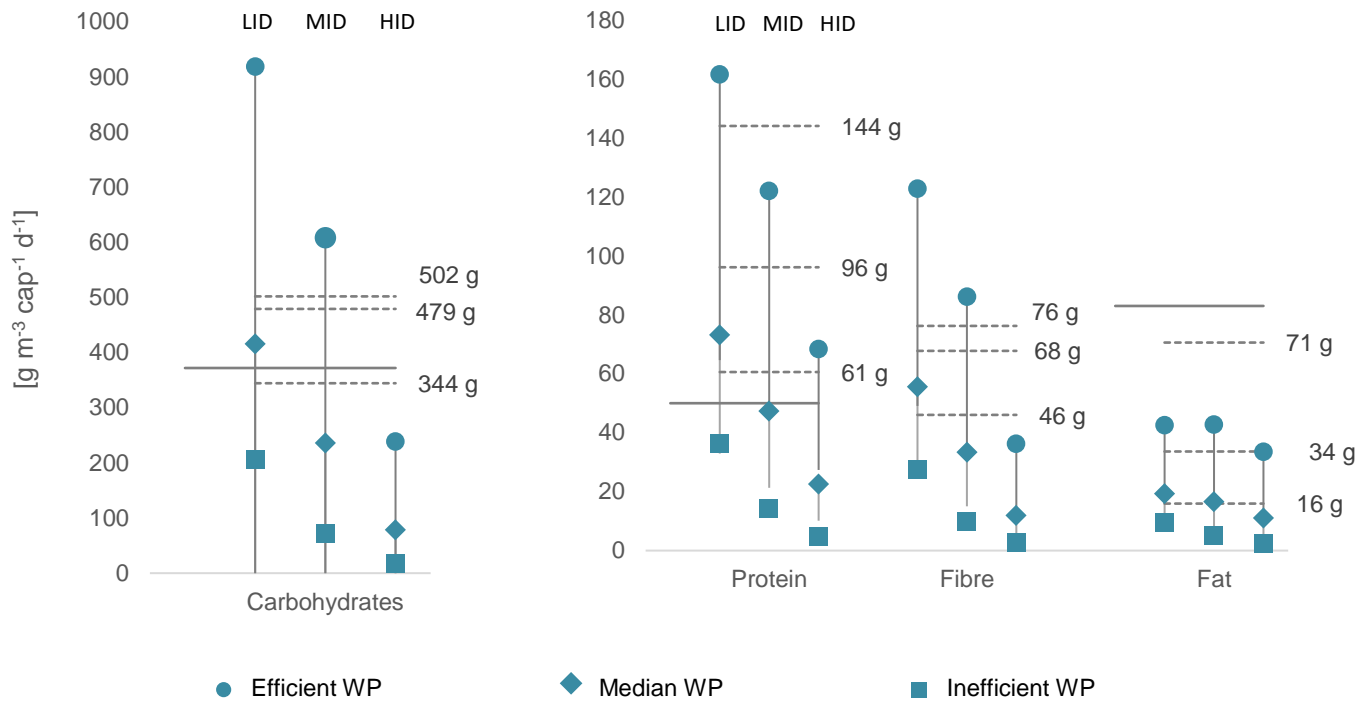 [g m-3 cap-1 d-1]
1000
900
800
700
600
500
400
300
200
100
0
LID MID HID
502 g
479 g
344 g
Carbohydrates
180
160
140
120
100
80
60
40
20
0
LID MID HID
144 g
96 g
61 g
76 g
68 g
46 g
71 g
34 g
16 g
Protein Fibre Fat
Efficient WP Median WP Inefficient WP